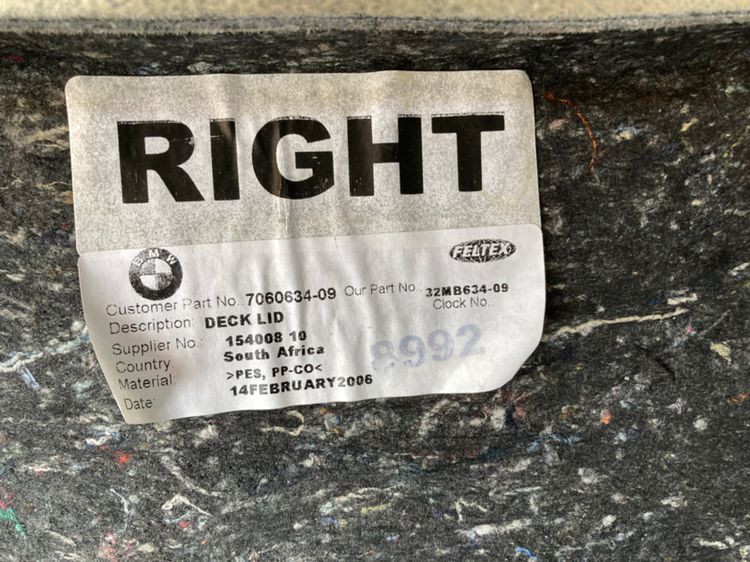 RIGHT
BMW
FELTEX
Customer Part No.: 7060634-09 Our Part No.: 32MB634-09
Description: DECK LID Clock No..
Supplier No.: 154008 10
8992
Country: South Africa
Material: >PES, PP-CO<
Date: 14FEBRUARY2006